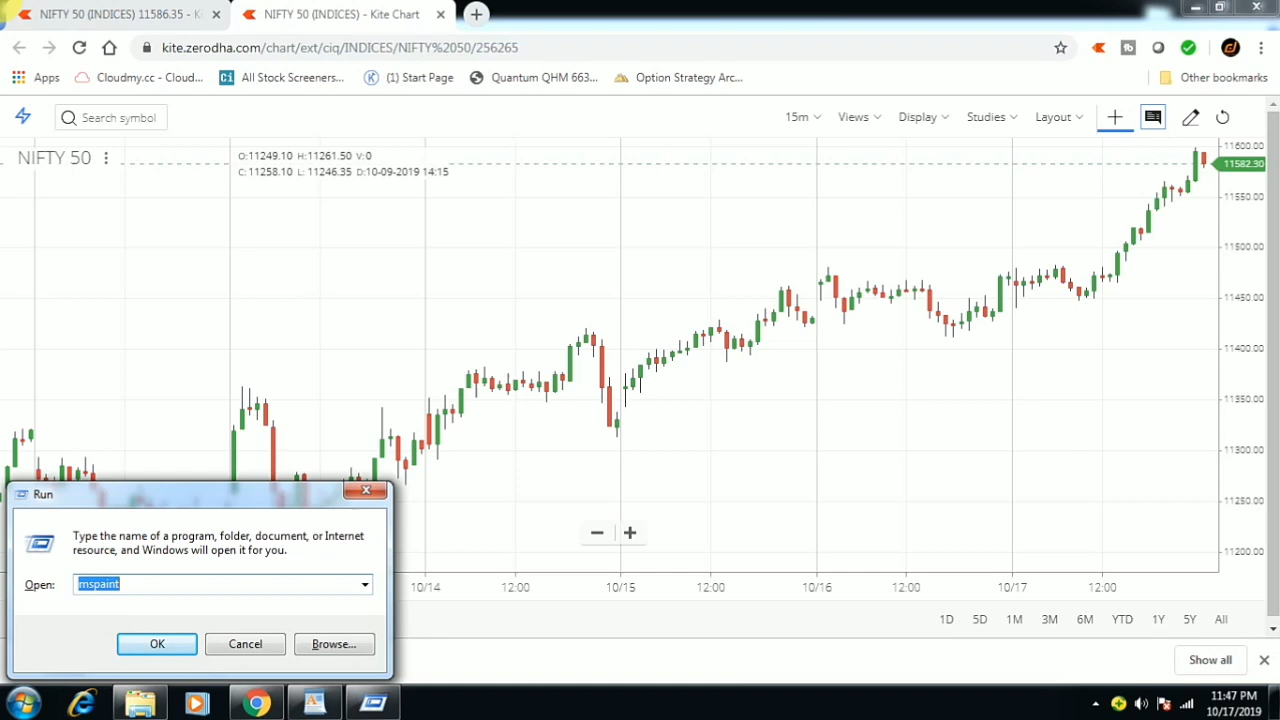 NIFTY 50 (INDICES) 11586.35 - K
NIFTY 50 (INDICES) - Kite Chart
kite.zerodha.com/chart/ext/ciq/INDICES/NIFTY%2050/256265
Apps
Cloudmy.cc - Cloud...
All Stock Screeners...
(1) Start Page
Quantum QHM 663...
Option Strategy Arc...
Other bookmarks
Search symbol
15m
Views
Display
Studies
Layout
NIFTY 50
O:11249.10 H:11261.50 V:0
C:11258.10 L:11246.35 D:10-09-2019 14:15
11600.00
11582.30
11550.00
11500.00
11450.00
11400.00
11350.00
11300.00
11250.00
11200.00
Run
Type the name of a program, folder, document, or Internet
resource, and Windows will open it for you.
Open:
mspaint
OK
Cancel
Browse...
10/14
12:00
10/15
12:00
10/16
12:00
10/17
12:00
1D
5D
1M
3M
6M
YTD
1Y
5Y
All
Show all
11:47 PM
10/17/2019